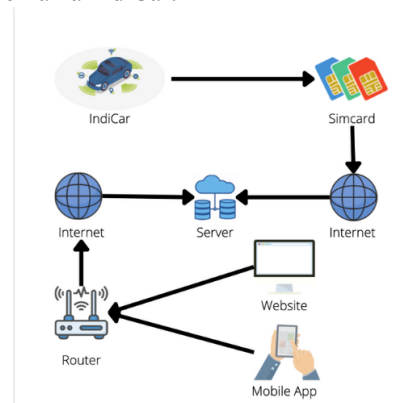 IndiCar
Simcard
Internet
Server
Internet
Website
Router
Mobile App